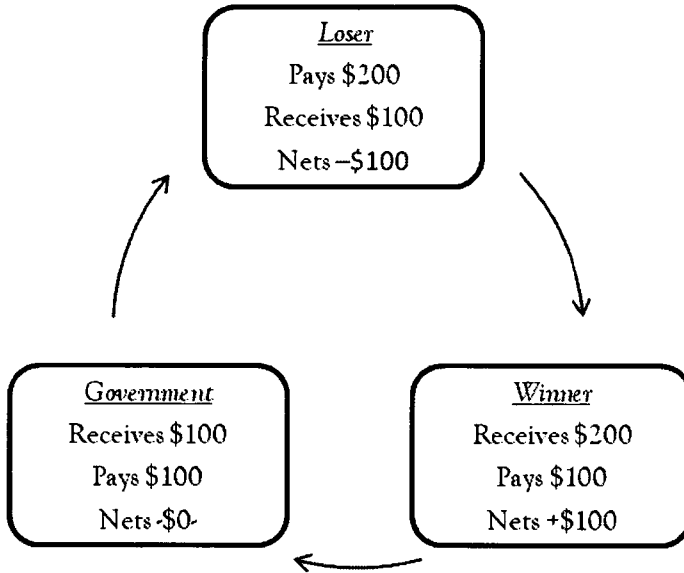 Loser
Pays $200
Receives $100
Nets –$100
Government
Receives $100
Pays $100
Nets -$0-
Winner
Receives $200
Pays $100
Nets +$100